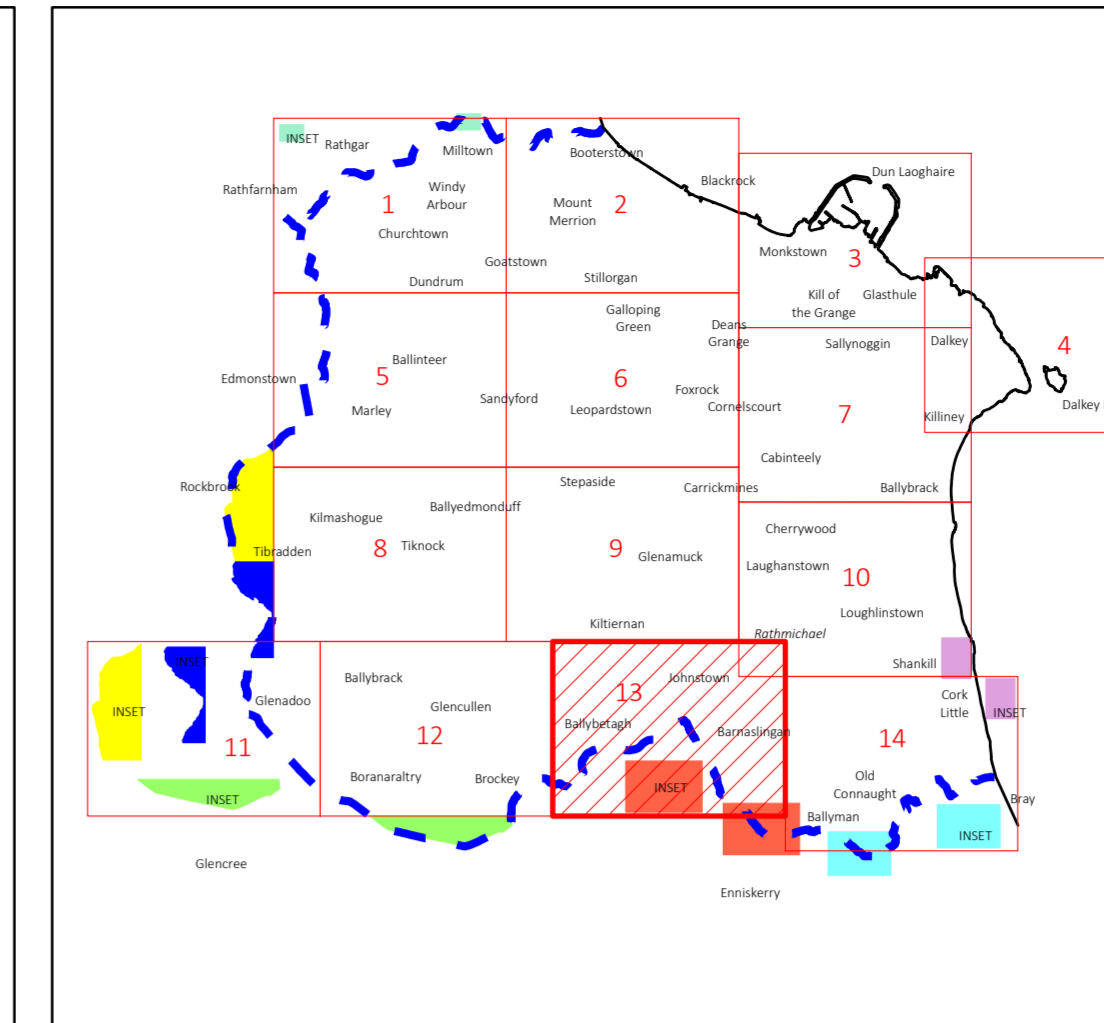 INSET
Rathgar
Milltown
Booterstown
Rathfarnham
Windy
Arbour
1
Churchtown
Mount
Merrion
2
Blackrock
Dun Laoghaire
Goatstown
Dundrum
Stillorgan
Monkstown
3
Kill of
the Grange
Glasthule
Galloping
Green
Deans
Grange
Sallynoggin
Dalkey
4
Edmonstown
Ballinteer
5
Marley
Sandyford
6
Leopardstown
Foxrock
Cornelscourt
7
Killiney
Dalkey
Cabinteely
Rockbrook
Stepaside
Carrickmines
Ballybrack
Kilmashogue
Ballyedmonduff
Tibradden
8
Tiknock
9
Glenamuck
Cherrywood
Laughanstown
10
Loughlinstown
Kiltiernan
Rathmichael
Shankill
INSET
INSET
Glenadoo
11
INSET
Ballybrack
Glencullen
12
Boranaraltry
Brockey
13
Johnstown
Ballybetagh
Barnaslingan
INSET
Cork
Little
INSET
14
Old
Connaught
Ballyman
Bray
INSET
Glencree
Enniskerry